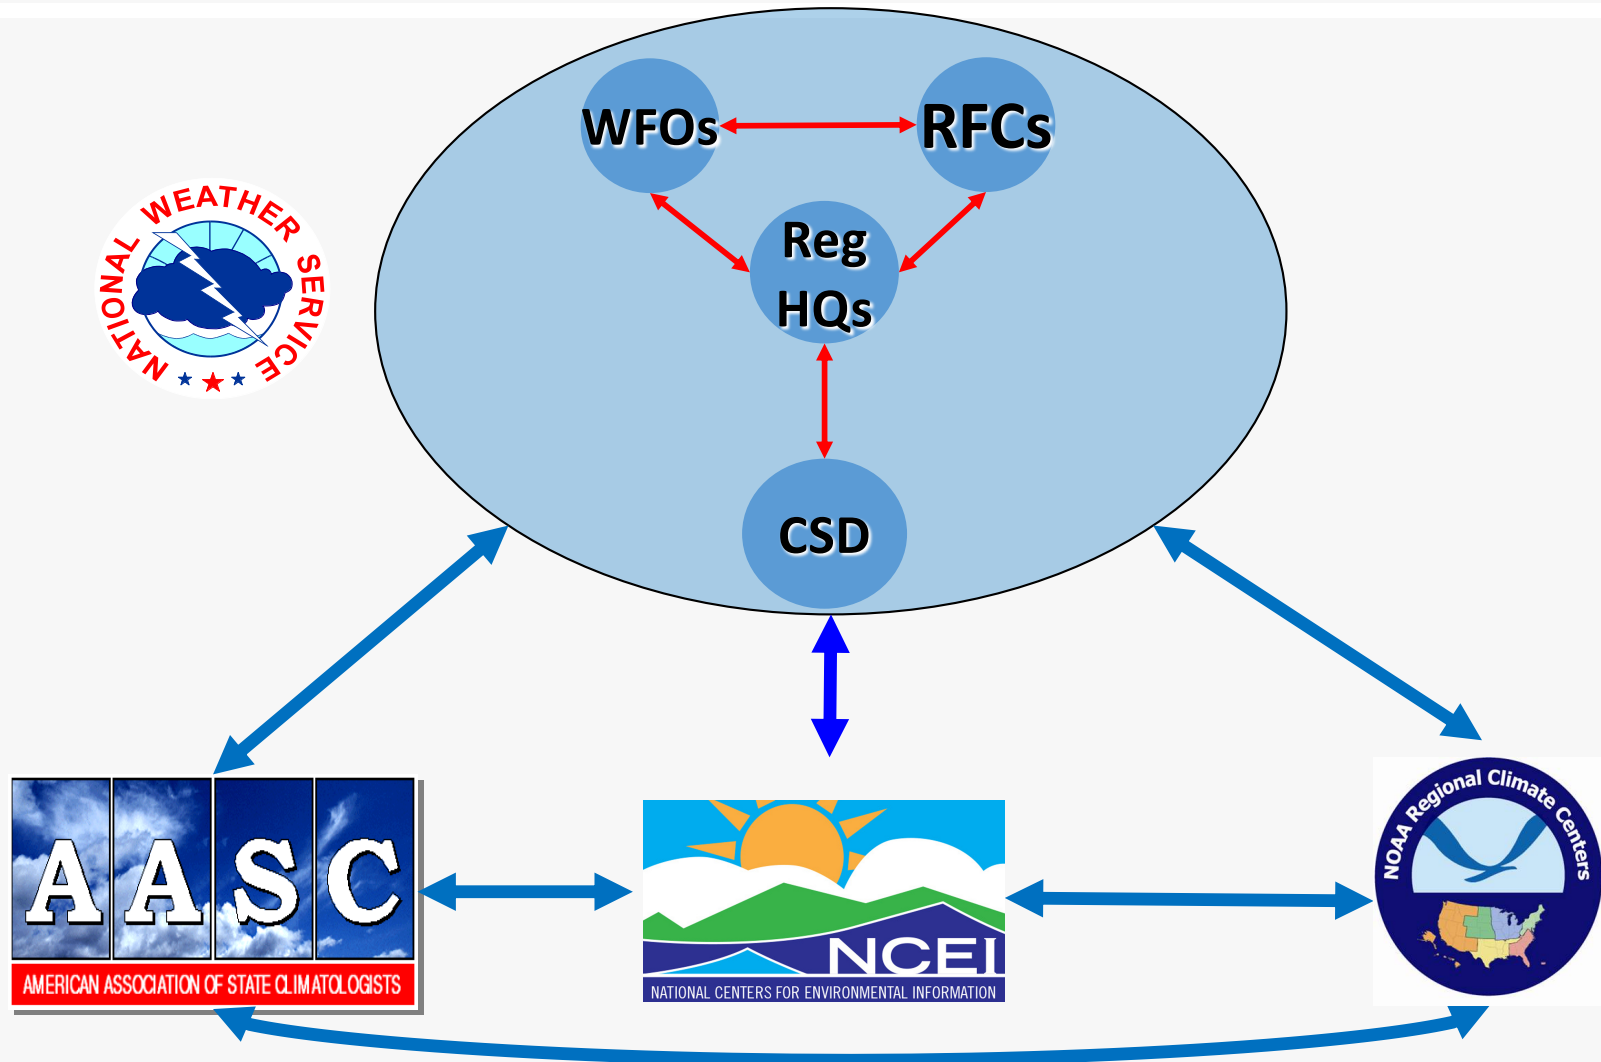 WFOs
RFCs
Reg
HQs
CSD
NATIONAL WEATHER SERVICE
AASC
AMERICAN ASSOCIATION OF STATE CLIMATOLOGISTS
NCEI
NATIONAL CENTERS FOR ENVIRONMENTAL INFORMATION
NOAA Regional Climate Centers